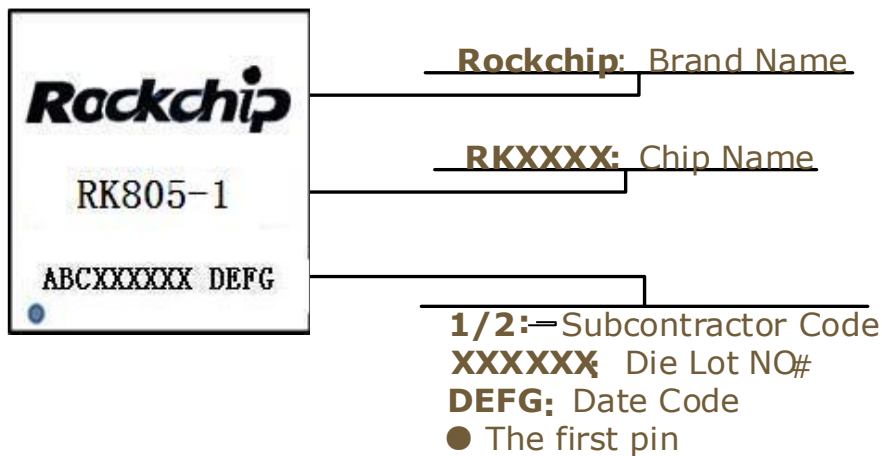 Rockchip
RK805-1
ABCXXXXXX DEFG
Rockchip: Brand Name
RKXXXX: Chip Name
1/2: Subcontractor Code
XXXXXX: Die Lot NO#
DEFG: Date Code
● The first pin